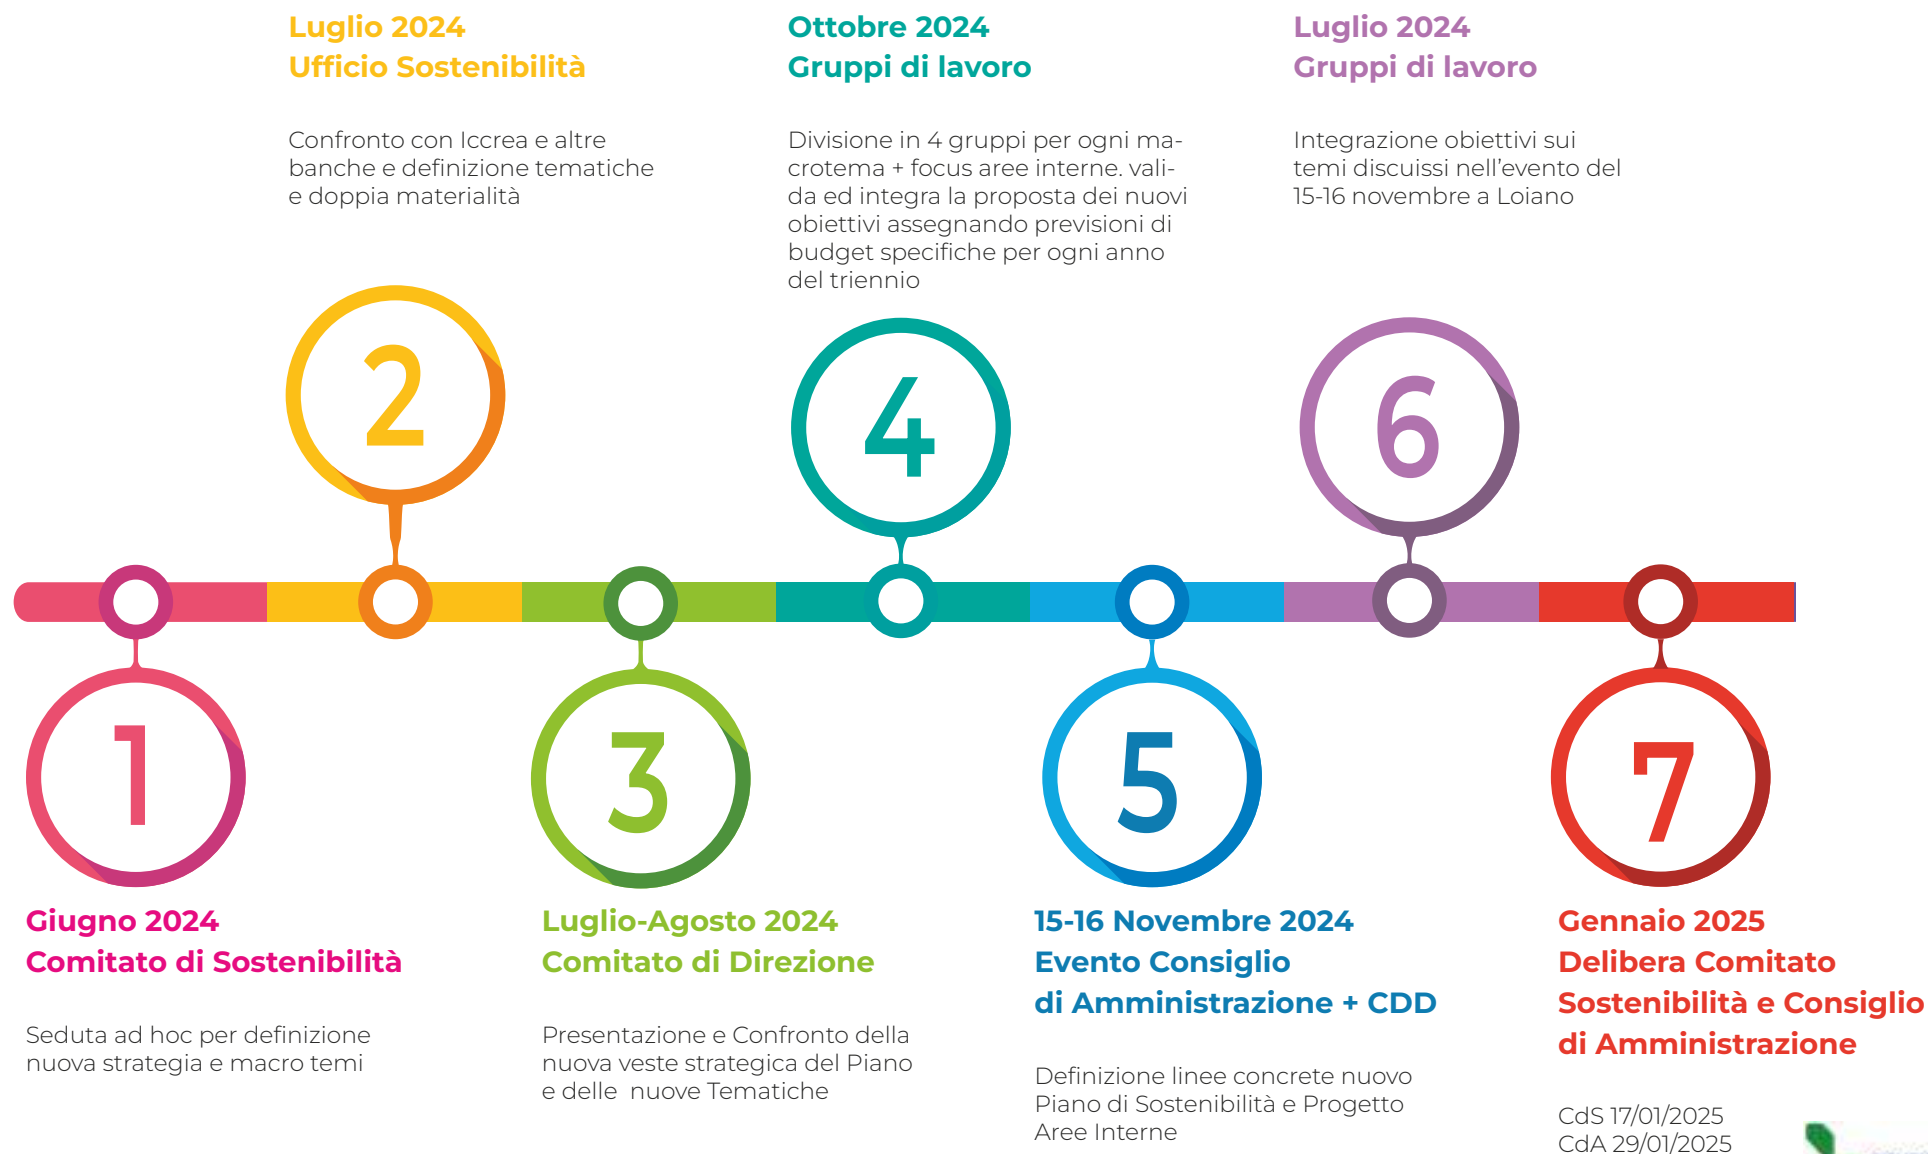 Luglio 2024
Ufficio Sostenibilità
Confronto con Iccrea e altre
banche e definizione tematiche
e doppia materialità
Ottobre 2024
Gruppi di lavoro
Divisione in 4 gruppi per ogni ma-
crotema + focus aree interne. vali-
da ed integra la proposta dei nuovi
obiettivi assegnando previsioni di
budget specifiche per ogni anno
del triennio
Luglio 2024
Gruppi di lavoro
Integrazione obiettivi sui
temi discuissi nell'evento del
15-16 novembre a Loiano
2
4
6
1
3
5
7
Giugno 2024
Comitato di Sostenibilità
Seduta ad hoc per definizione
nuova strategia e macro temi
Luglio-Agosto 2024
Comitato di Direzione
Presentazione e Confronto della
nuova veste strategica del Piano
e delle  nuove Tematiche
15-16 Novembre 2024
Evento Consiglio
di Amministrazione + CDD
Definizione linee concrete nuovo
Piano di Sostenibilità e Progetto
Aree Interne
Gennaio 2025
Delibera Comitato
Sostenibilità e Consiglio
di Amministrazione
CdS 17/01/2025
CdA 29/01/2025